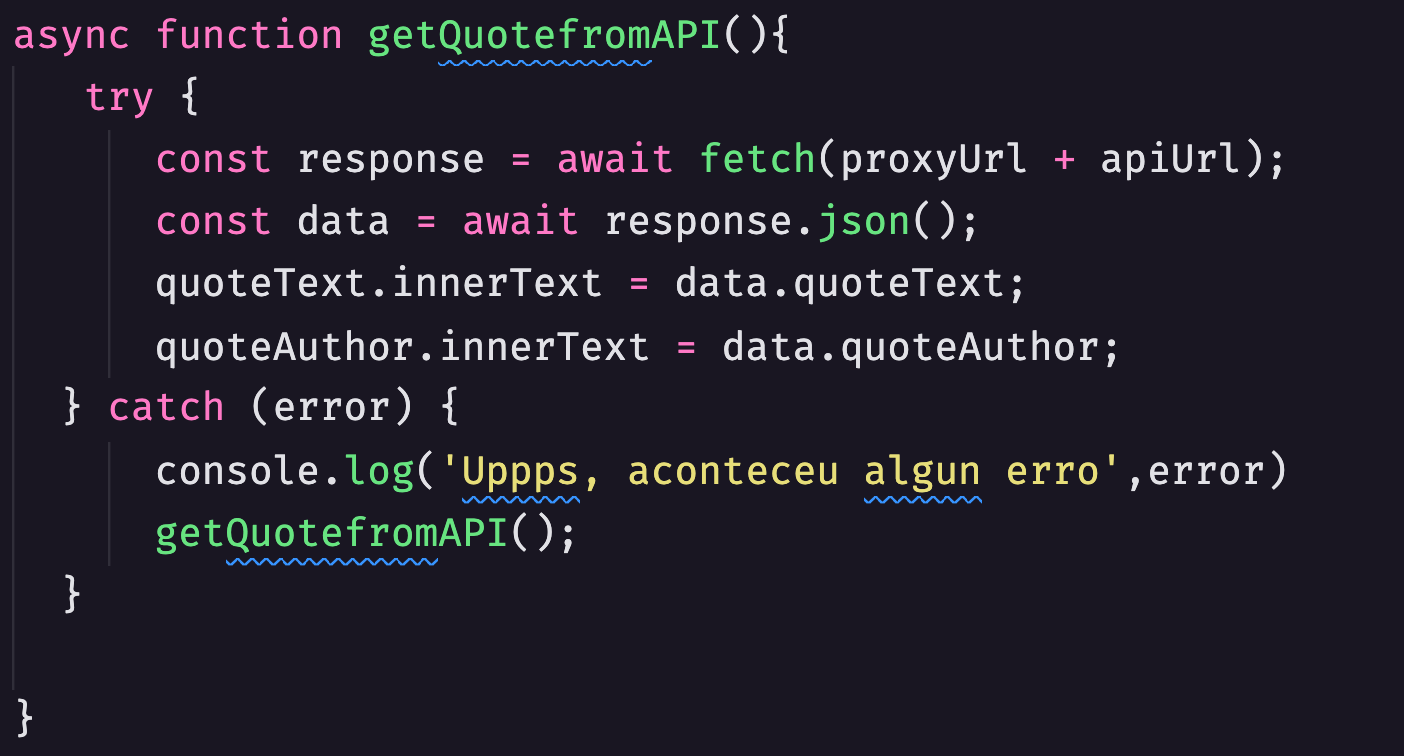 async function getQuotefromAPI(){
try {
const response = await fetch(proxyUrl + apiUrl);
const data = await response.json();
quoteText.innerText = data.quoteText;
quoteAuthor.innerText = data.quoteAuthor;
} catch (error) {
console.log('Uppps, aconteceu algun erro',error)
getQuotefromAPI();
}
}